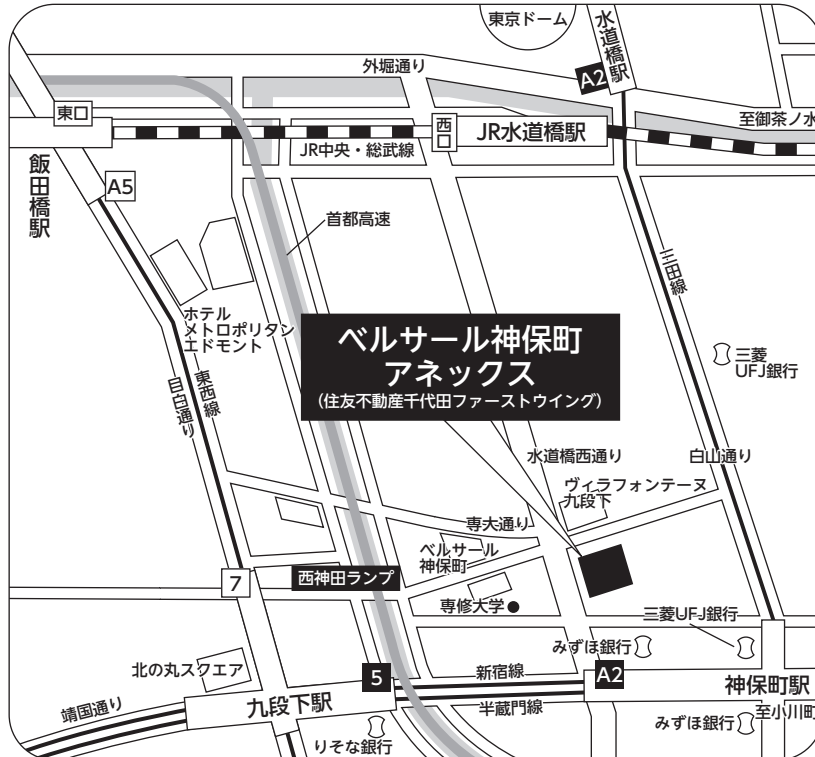 東京ドーム
水道橋駅
外堀通り
A2
東口
西口
JR水道橋駅
至御茶ノ水
JR中央・総武線
飯田橋駅
A5
首都高速
三田線
ホテル
メトロポリタン
エドモント
ベルサール神保町
アネックス
(住友不動産千代田ファーストウイング)
三菱
UFJ銀行
東西線
目白通り
水道橋西通り
白山通り
ヴィラフォンテーヌ
九段下
専大通り
ベルサール
神保町
7
西神田ランプ
専修大学
三菱UFJ銀行
みずほ銀行
北の丸スクエア
5
新宿線
A2
神保町駅
靖国通り
九段下駅
半蔵門線
至小川町
みずほ銀行
りそな銀行